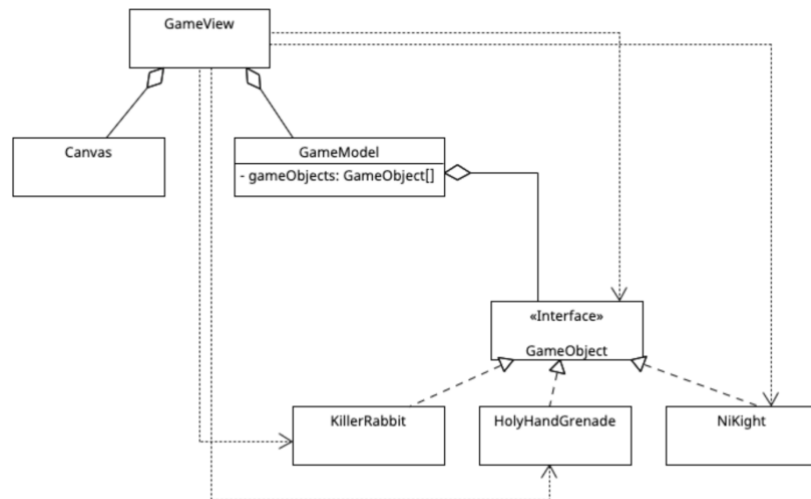 GameView
Canvas
GameModel
- gameObjects: GameObject[]
«Interface»
GameObject
KillerRabbit
HolyHandGrenade
NiKight